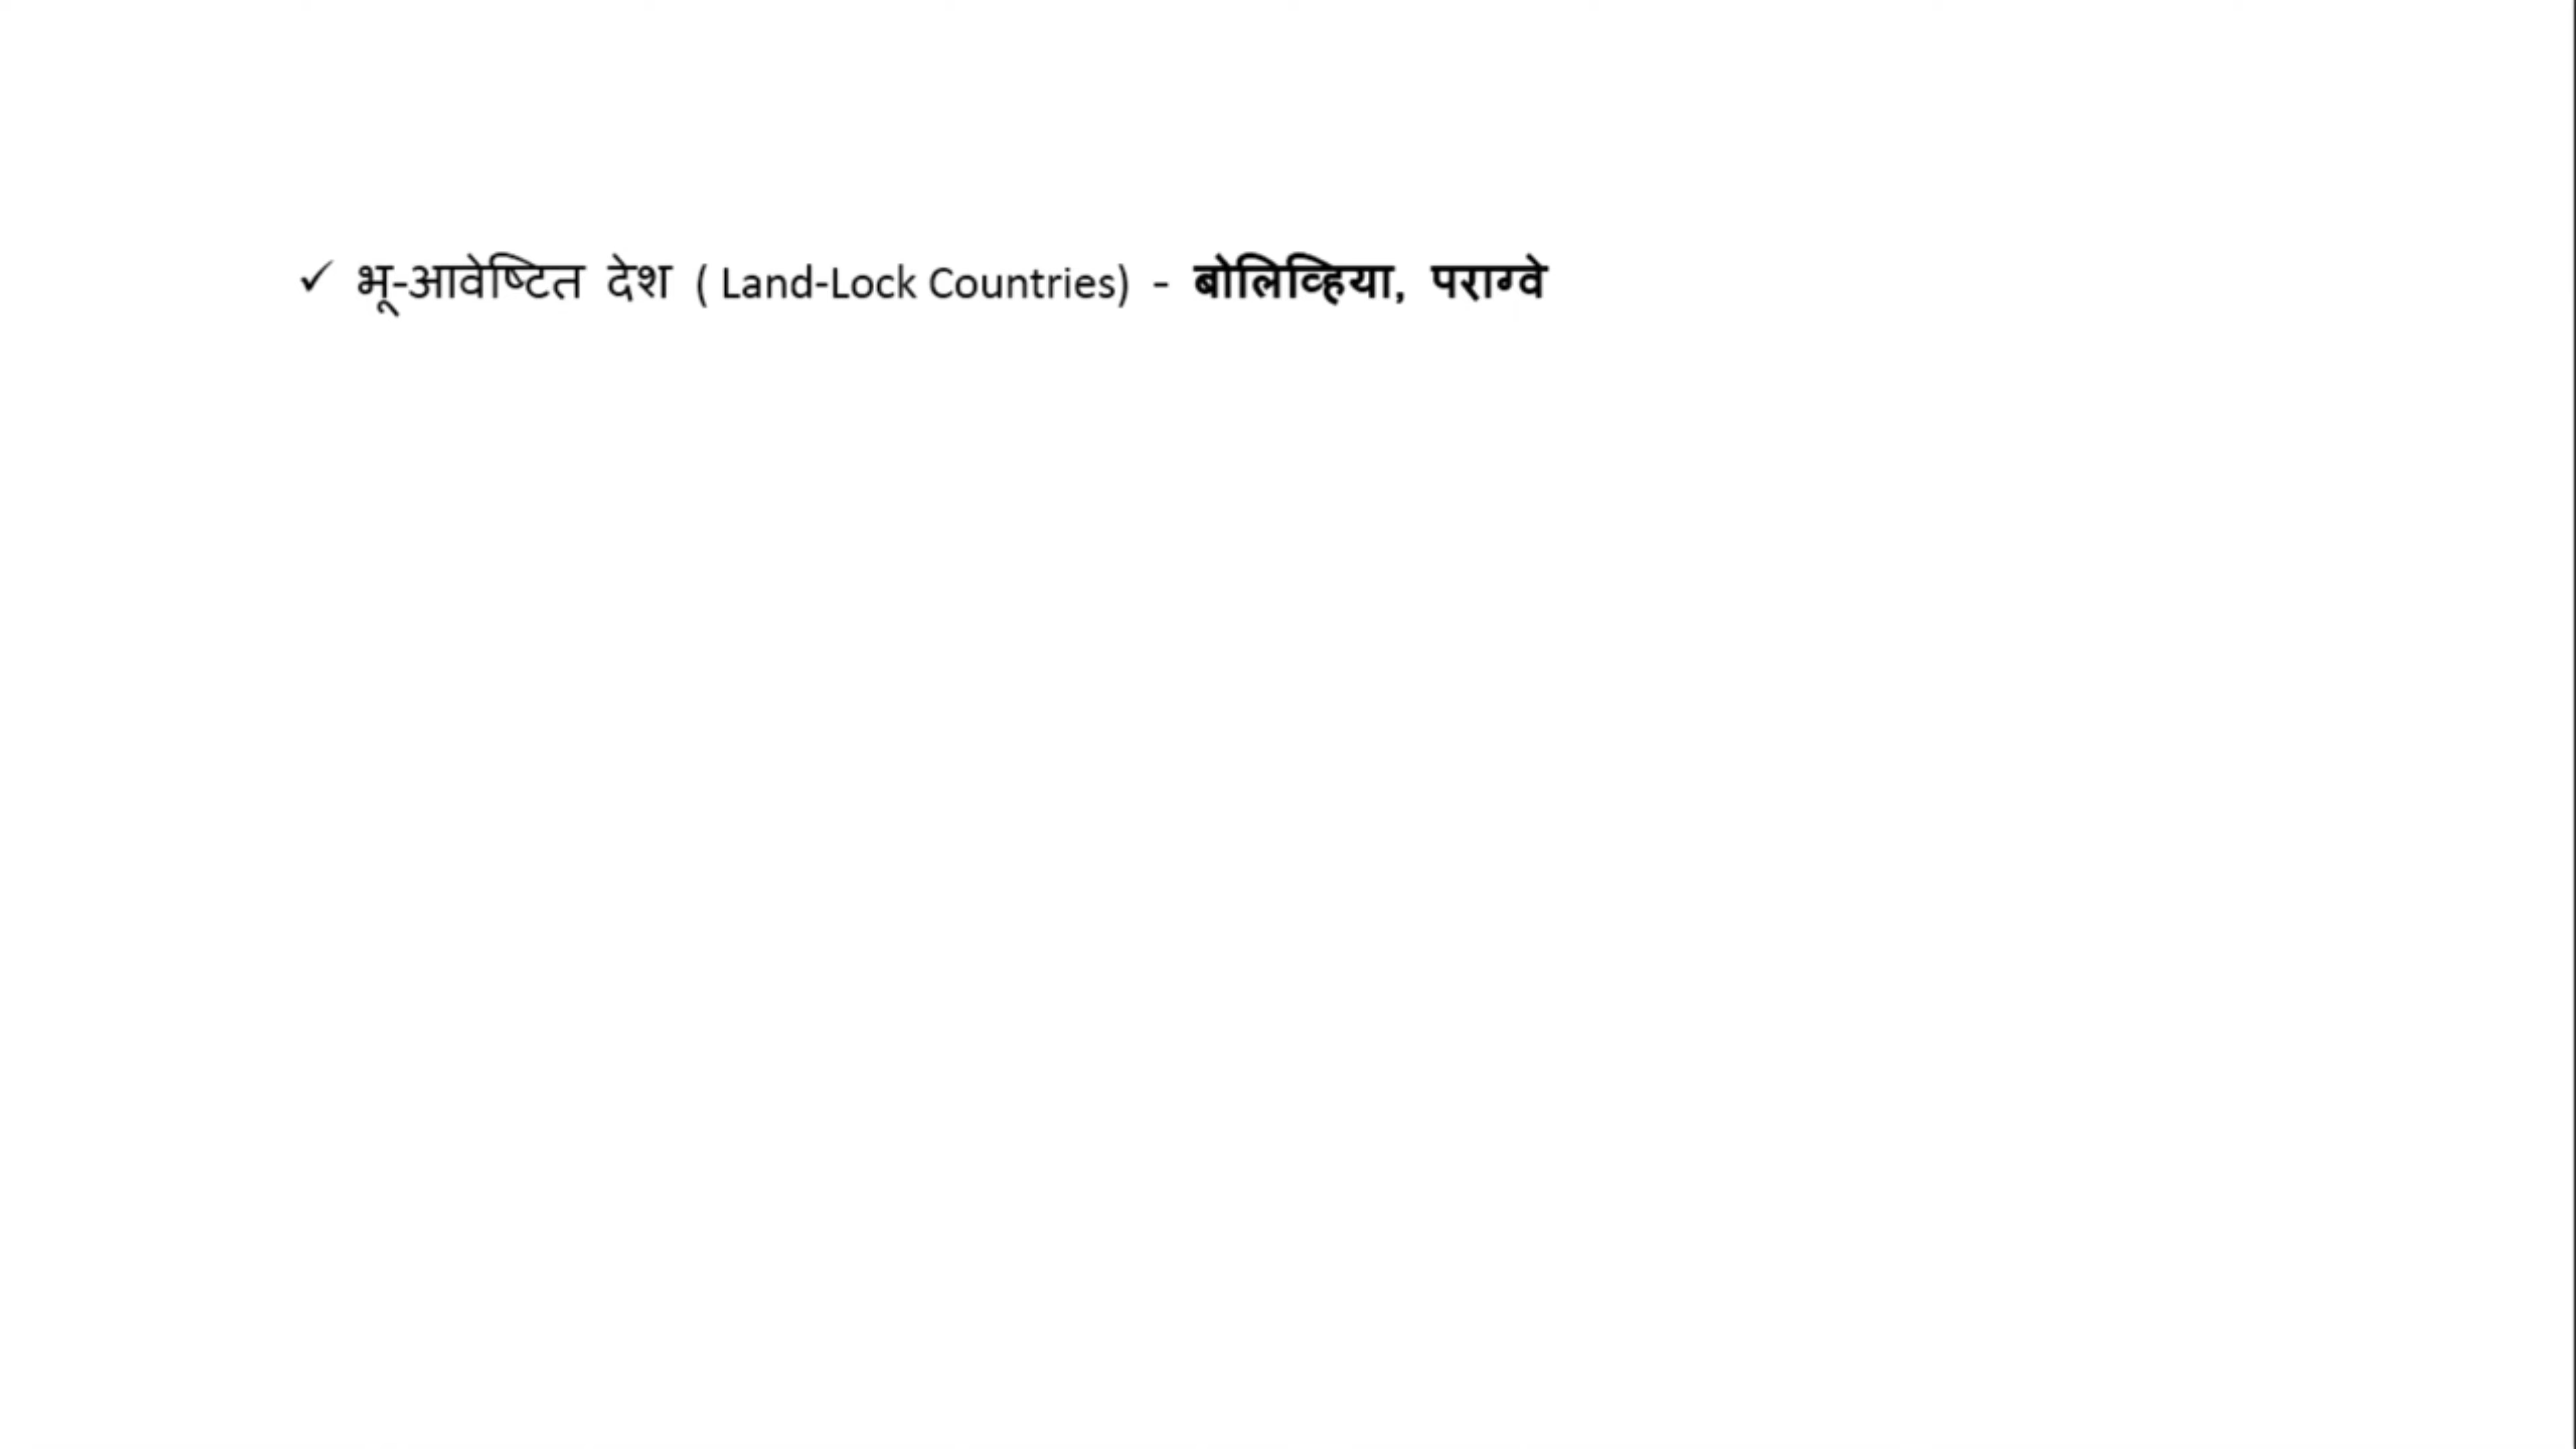 ✓ भू-आवेष्टित देश ( Land-Lock Countries) - बोलिव्हिया, पराग्वे